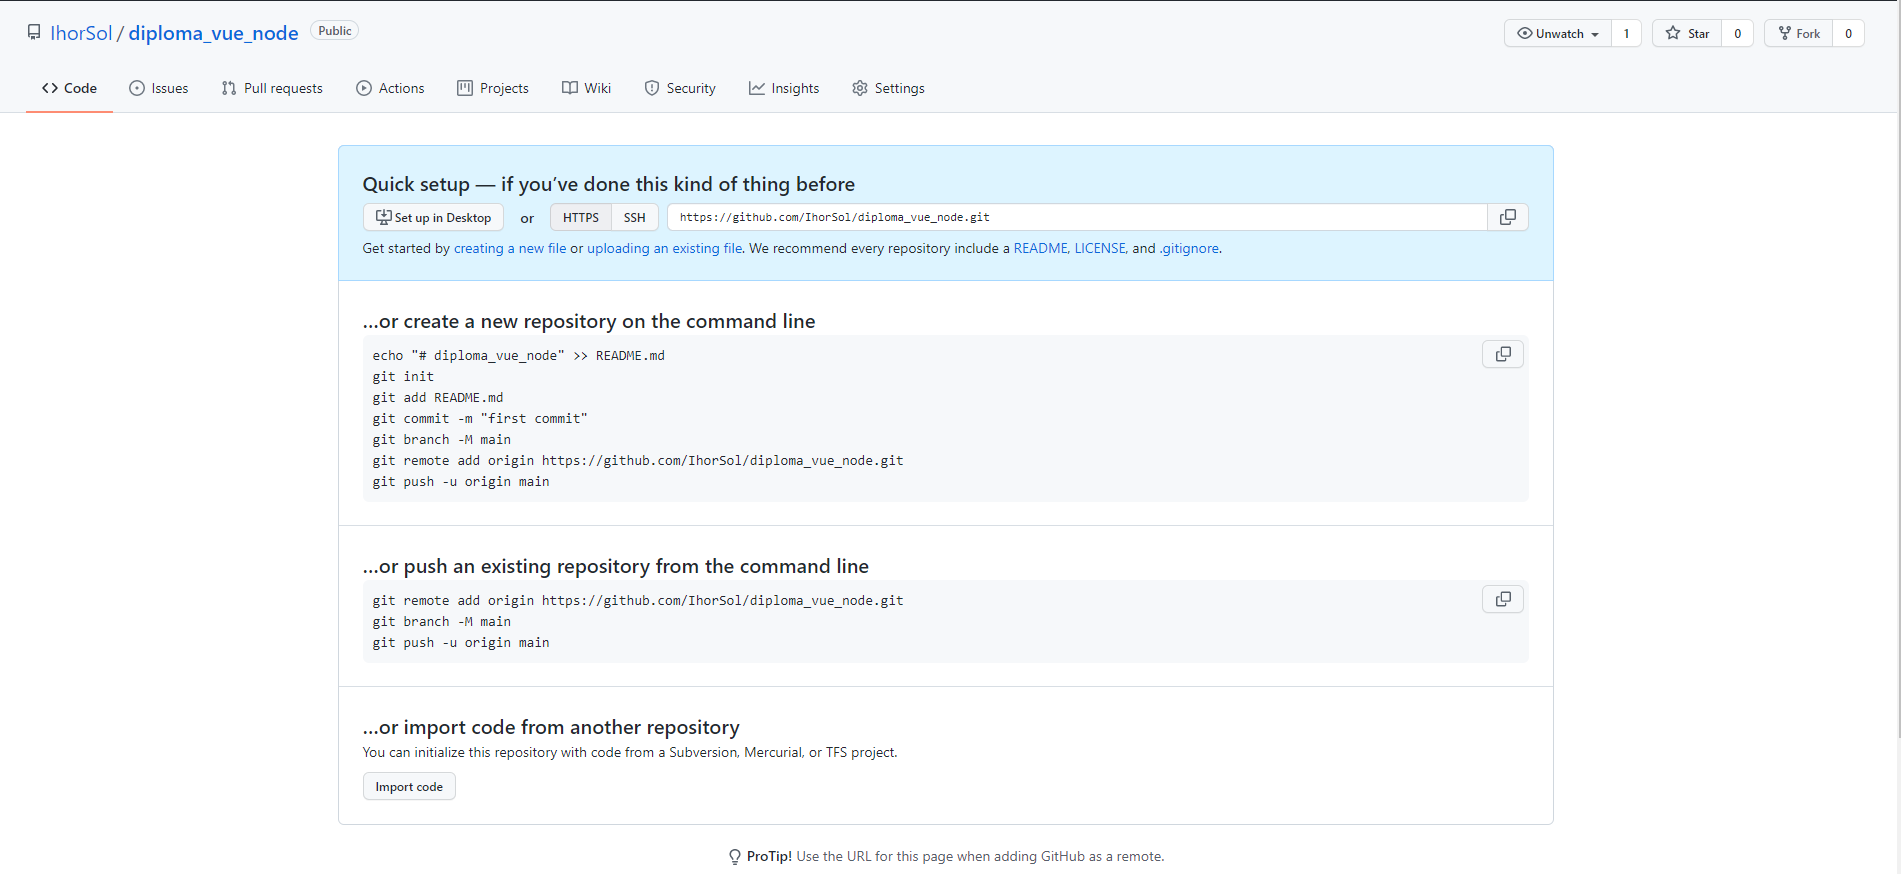 IhorSol / diploma_vue_node Public
Unwatch 1 Star 0 Fork 0
Code Issues Pull requests Actions Projects Wiki Security Insights Settings
Quick setup — if you’ve done this kind of thing before
Set up in Desktop or HTTPS SSH https://github.com/IhorSol/diploma_vue_node.git
Get started by creating a new file or uploading an existing file. We recommend every repository include a README, LICENSE, and .gitignore.
…or create a new repository on the command line
echo "# diploma_vue_node" >> README.md
git init
git add README.md
git commit -m "first commit"
git branch -M main
git remote add origin https://github.com/IhorSol/diploma_vue_node.git
git push -u origin main
…or push an existing repository from the command line
git remote add origin https://github.com/IhorSol/diploma_vue_node.git
git branch -M main
git push -u origin main
…or import code from another repository
You can initialize this repository with code from a Subversion, Mercurial, or TFS project.
Import code
ProTip! Use the URL for this page when adding GitHub as a remote.